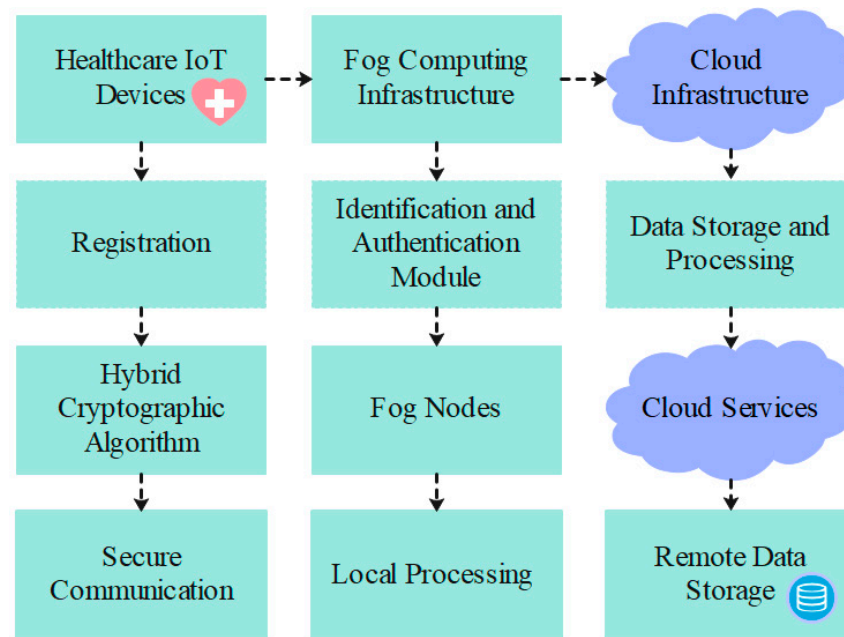 Healthcare IoT
Devices
Fog Computing
Infrastructure
Cloud
Infrastructure
Registration
Identification and
Authentication
Module
Data Storage and
Processing
Hybrid
Cryptographic
Algorithm
Fog Nodes
Cloud Services
Secure
Communication
Local Processing
Remote Data
Storage